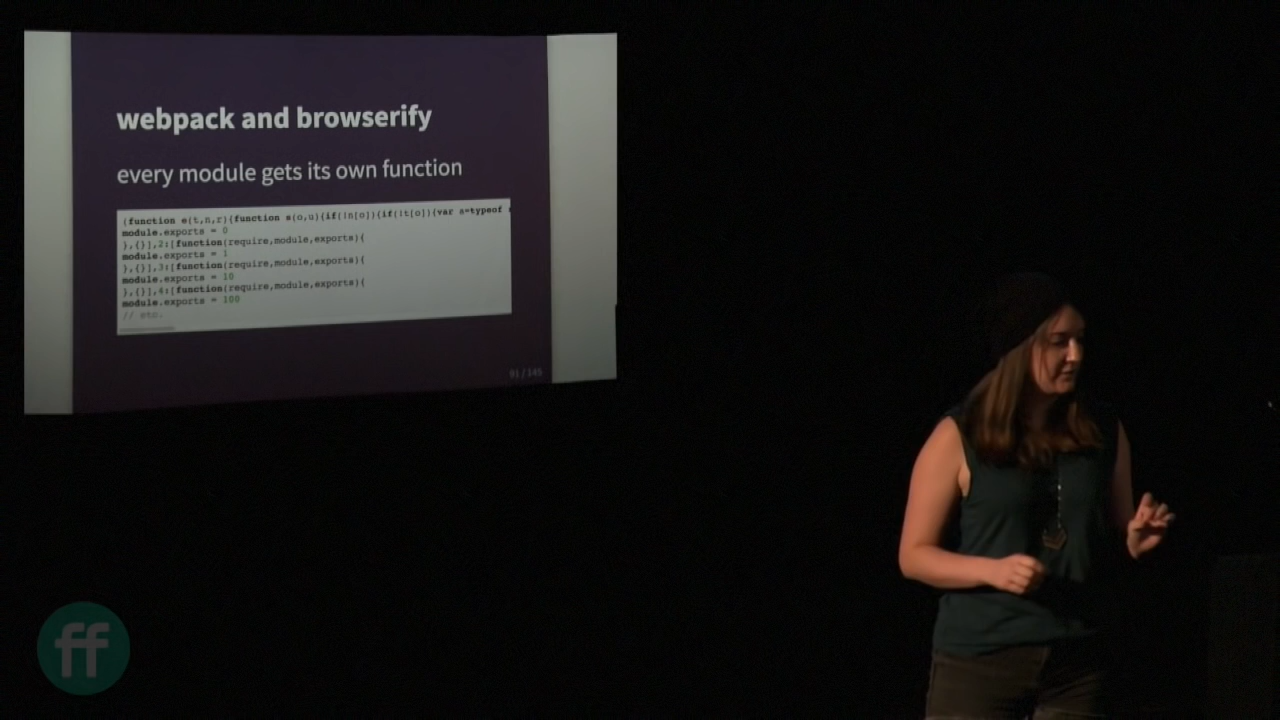 webpack and browserify
every module gets its own function
(function e(t,n,r){function s(o,u){if(!n[o]){if(!t[o]){var a=typeof
module.exports = 0
},{}],2:[function(require,module,exports){
module.exports = 1
},{}],3:[function(require,module,exports){
module.exports = 10
},{}],4:[function(require,module,exports){
module.exports = 100
// etc.
91 / 145
ff